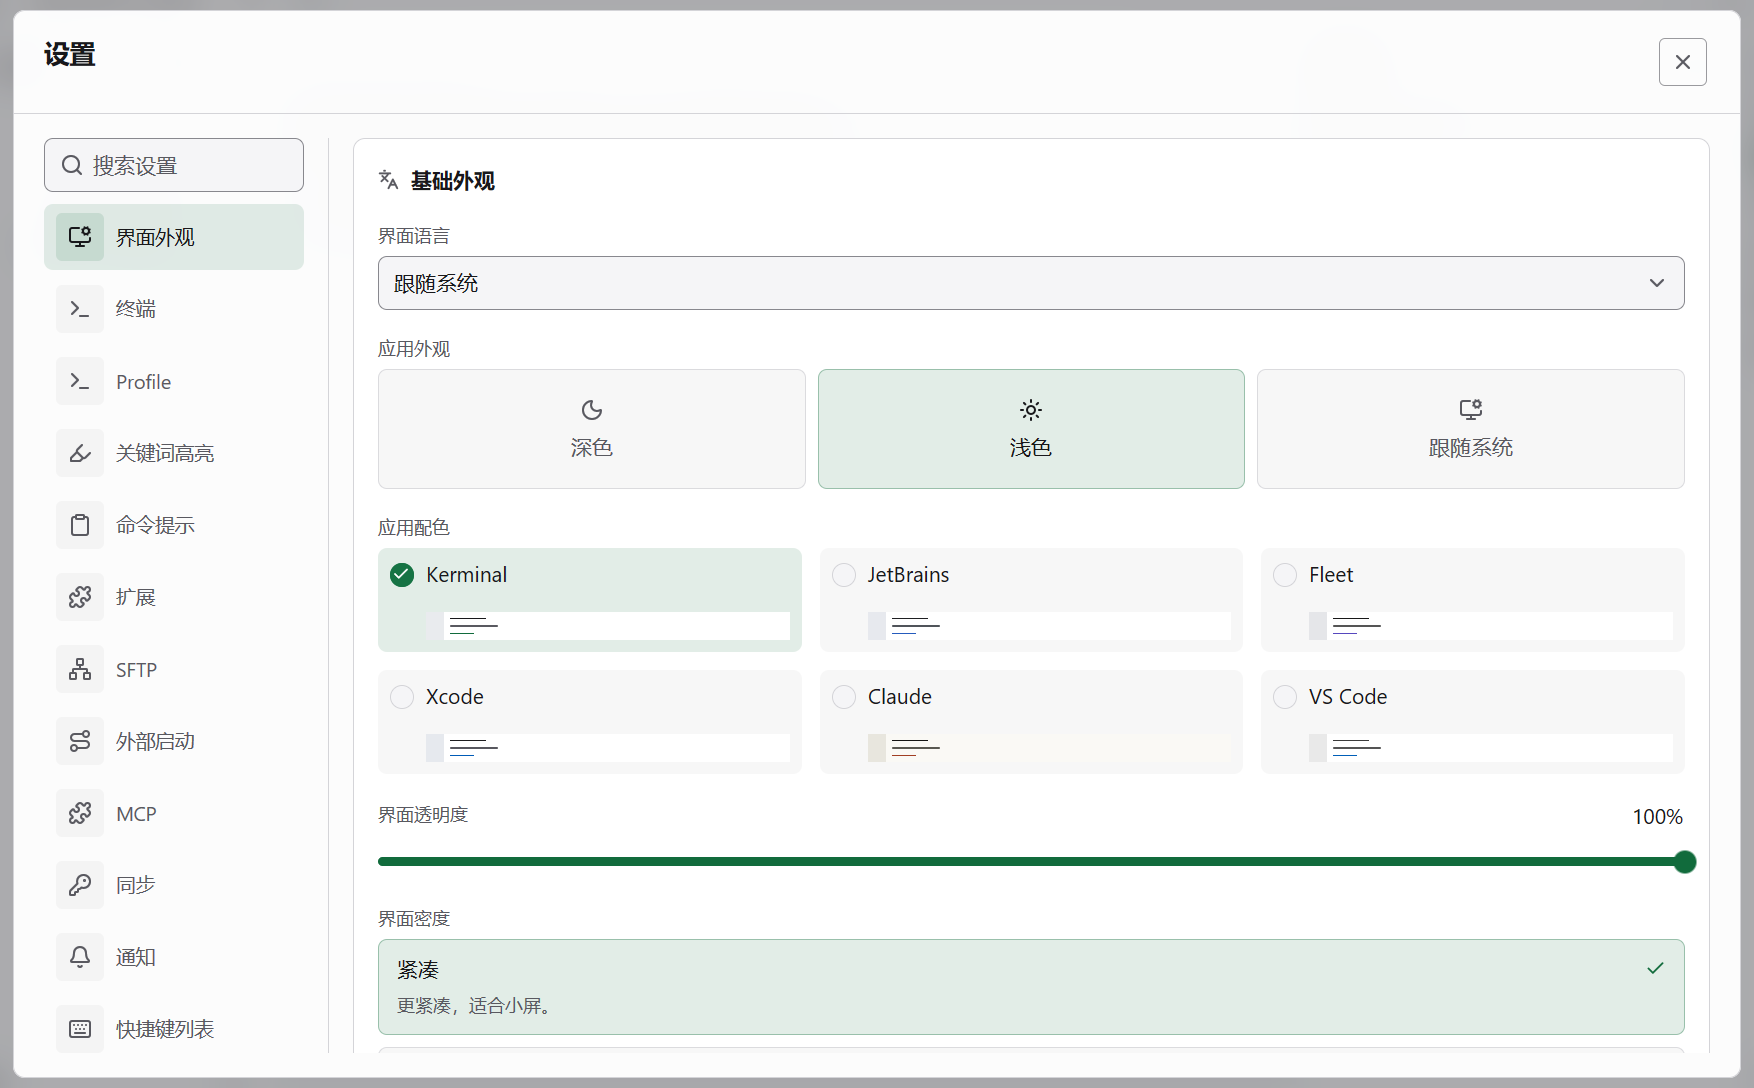 设置
搜索设置
界面外观
终端
Profile
关键词高亮
命令提示
扩展
SFTP
外部启动
MCP
同步
通知
快捷键列表
基础外观
界面语言
跟随系统
应用外观
深色
浅色
跟随系统
应用配色
Kerminal
JetBrains
Fleet
Xcode
Claude
VS Code
界面透明度
100%
界面密度
紧凑
更紧凑，适合小屏。